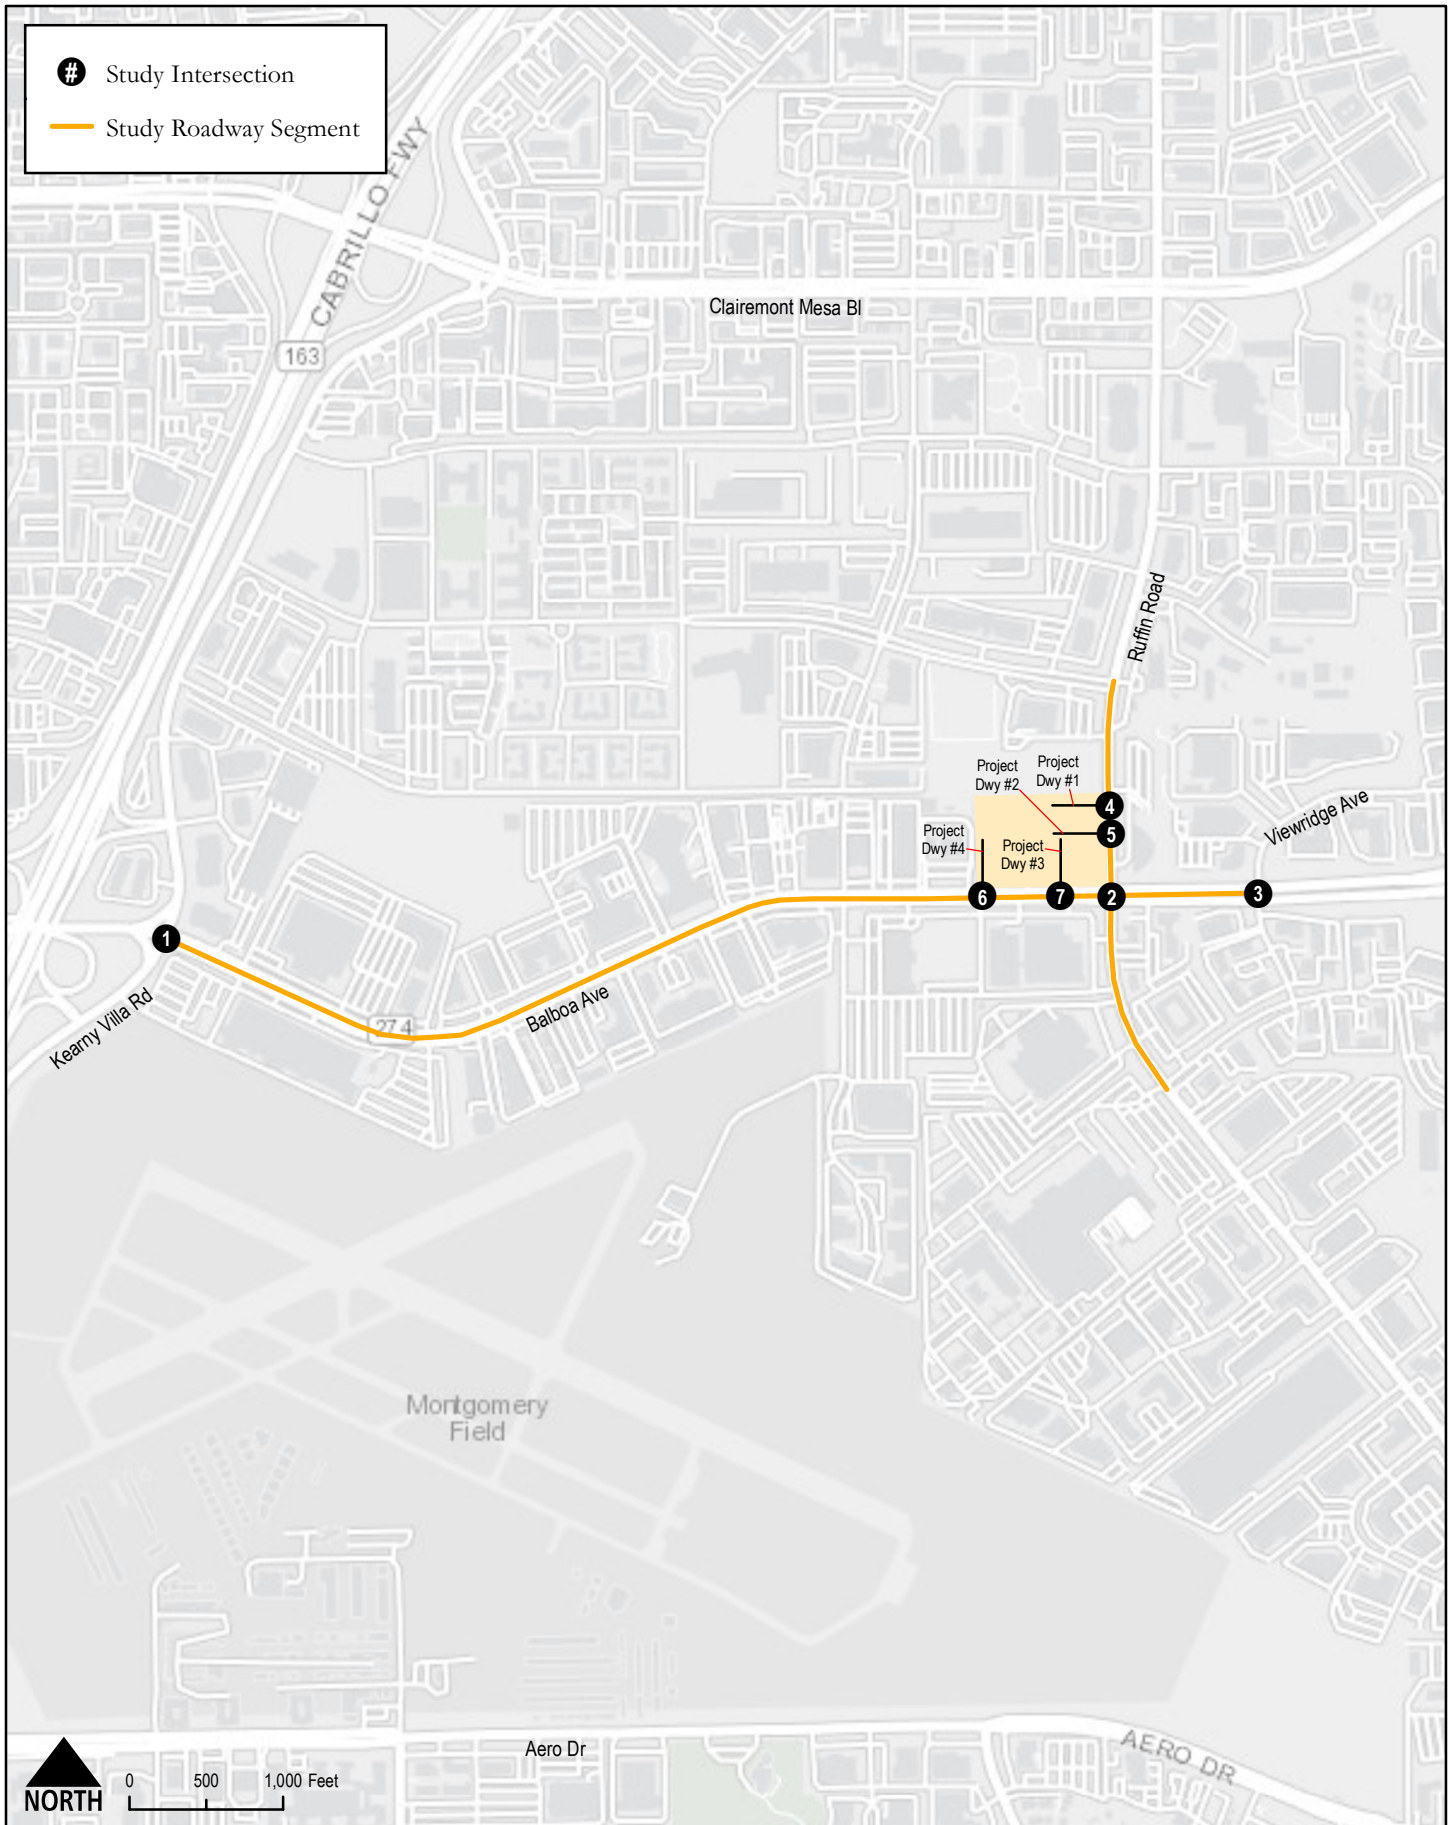 # Study Intersection
Study Roadway Segment
CABRILLO FWY
163
Clairemont Mesa Bl
Ruffin Road
Project
Dwy #2
Project
Dwy #1
4
5
Viewridge Ave
Project
Dwy #4
Project
Dwy #3
6
7
2
3
1
Kearny Villa Rd
274
Balboa Ave
Montgomery
Field
Aero Dr
AERO DR
NORTH
0 500 1,000 Feet